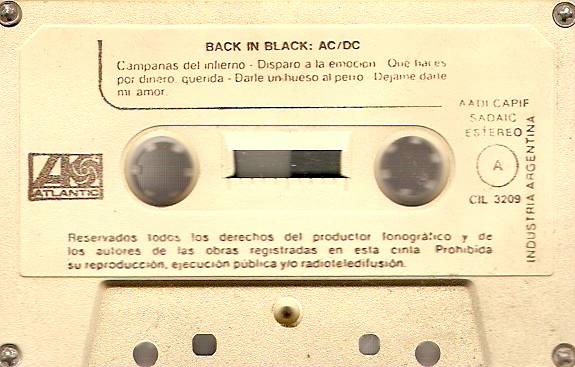 BACK IN BLACK: AC/DC
Campanas del infierno - Disparo a la emoción - Qué haces
por dinero, querida - Darle un hueso al perro - Dejame darle
mi amor.
AADI CAPIF
SADAIC
ESTEREO
A
CIL 3209
INDUSTRIA ARGENTINA
ATLANTIC
Reservados todos los derechos del productor fonográfico y de
los autores de las obras registradas en esta cinta. Prohibida
su reproducción, ejecución pública y/o radioteledifusión.